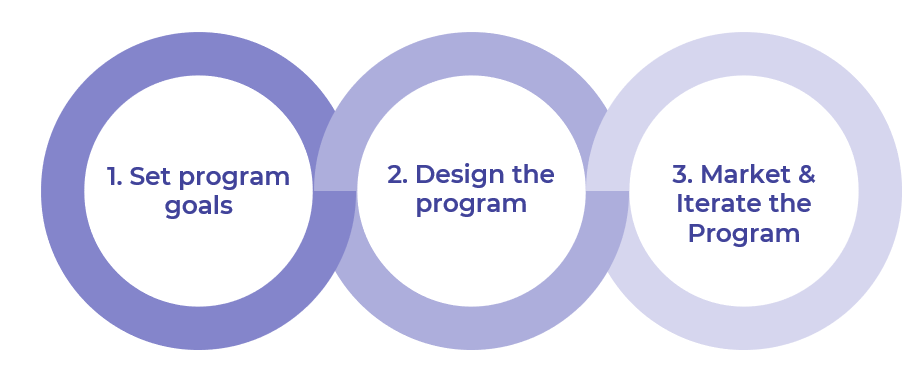 1. Set program
goals
2. Design the
program
3. Market &
Iterate the
Program